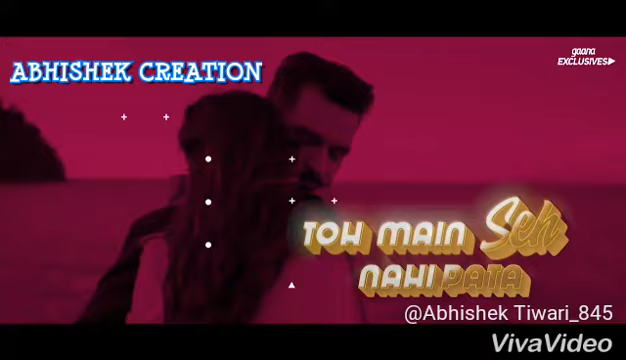 gaana
EXCLUSIVES
ABHISHEK CREATION
TOH MAIN Seh
NAHI PATA
@Abhishek Tiwari_845
VivaVideo